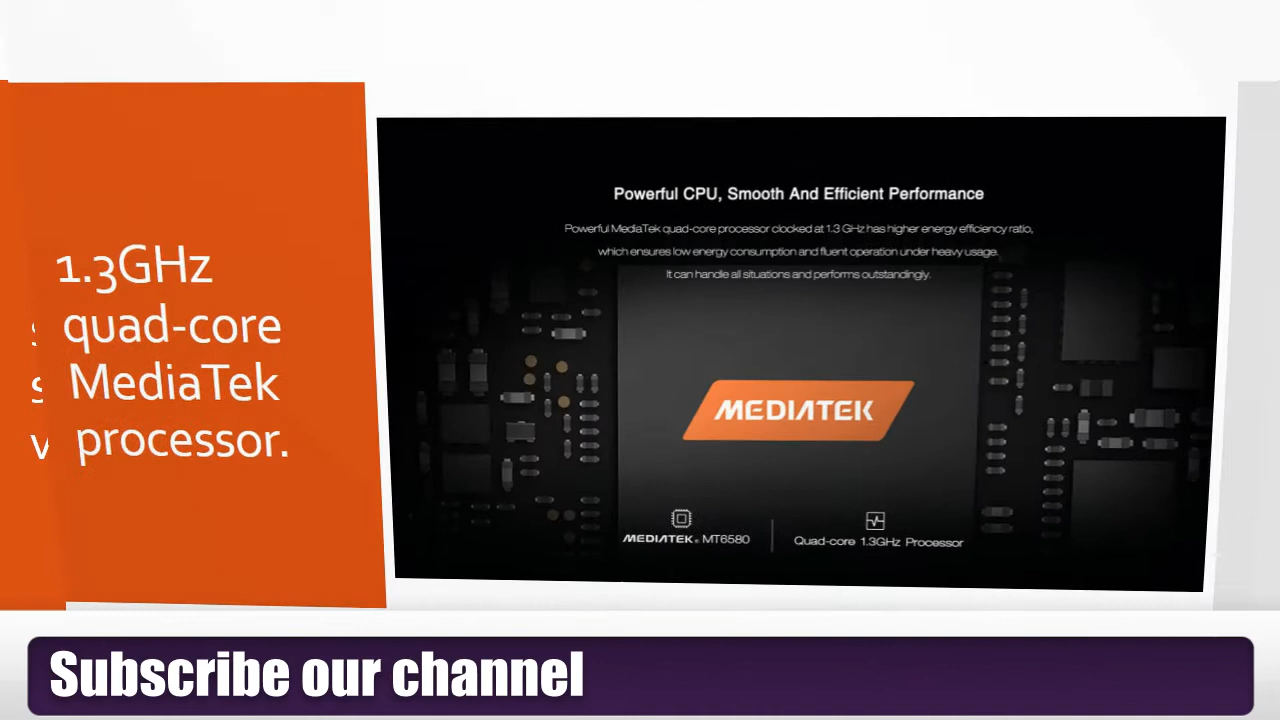 1.3GHz
quad-core
MediaTek
processor.
Powerful CPU, Smooth And Efficient Performance
Powerful MediaTek quad-core processor clocked at 1.3 GHz has higher energy efficiency ratio,
which ensures low energy consumption and fluent operation under heavy usage.
It can handle all situations and performs outstandingly.
MEDIATEK
MEDIATEK® MT6580
Quad-core 1.3GHz Processor
Subscribe our channel